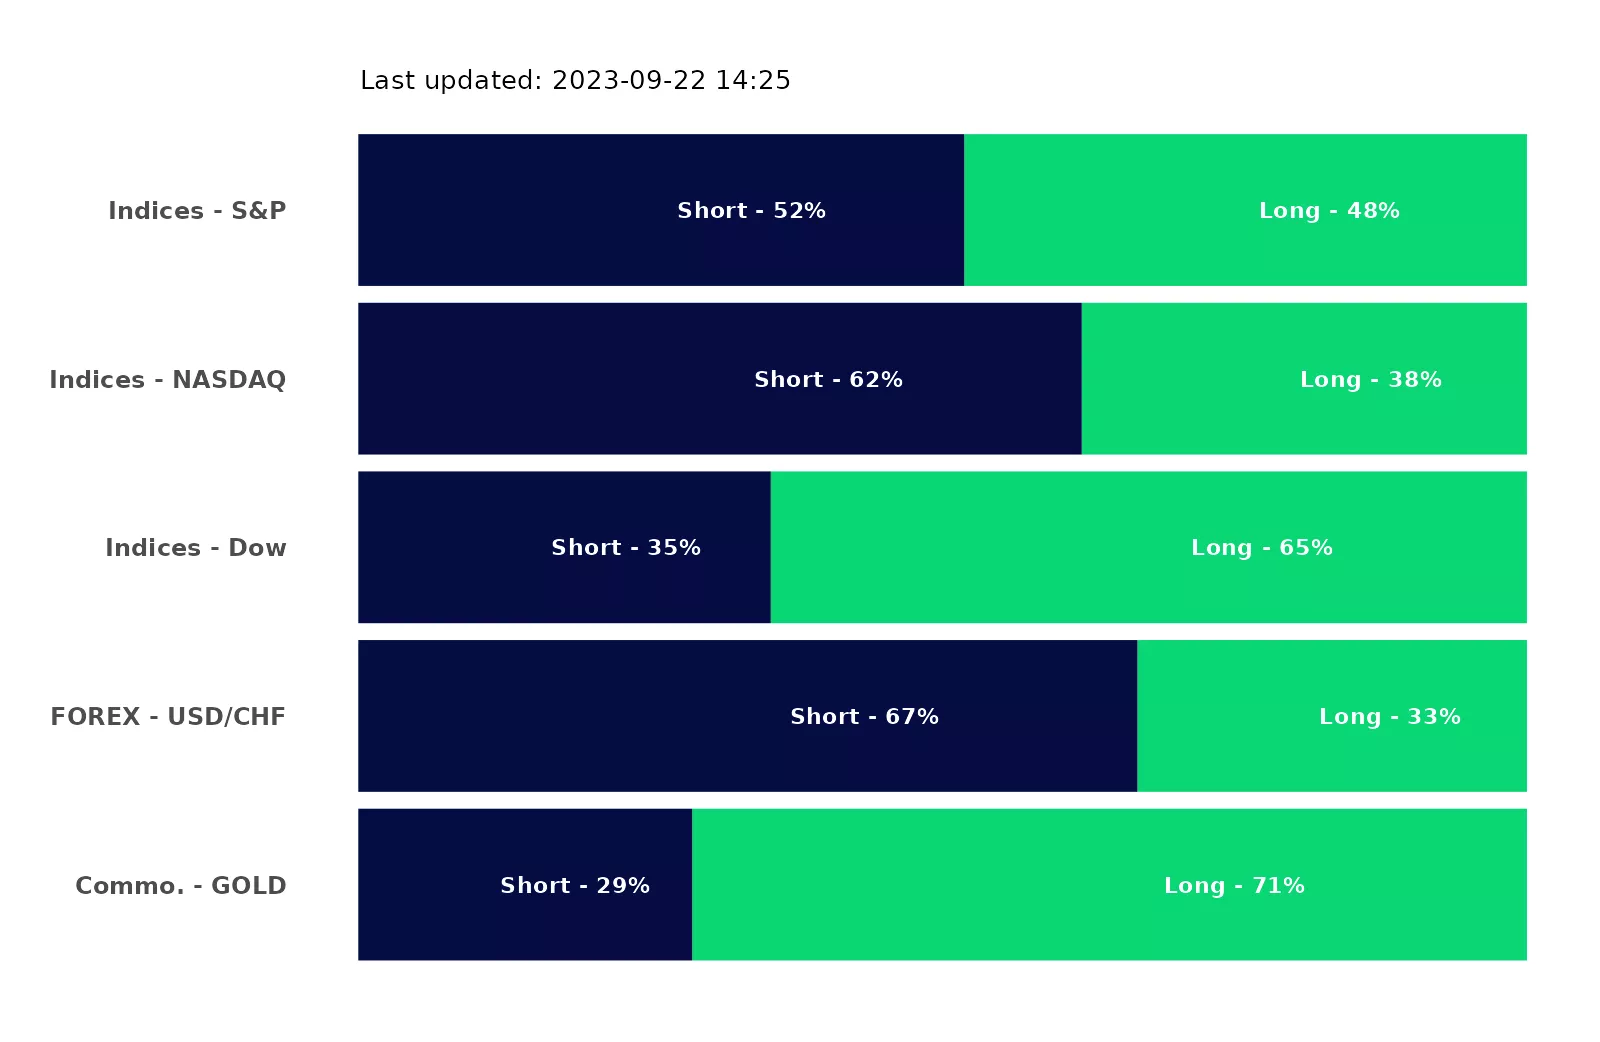 Last updated: 2023-09-22 14:25
Indices - S&P
Short - 52%
Long - 48%
Indices - NASDAQ
Short - 62%
Long - 38%
Indices - Dow
Short - 35%
Long - 65%
FOREX - USD/CHF
Short - 67%
Long - 33%
Commo. - GOLD
Short - 29%
Long - 71%